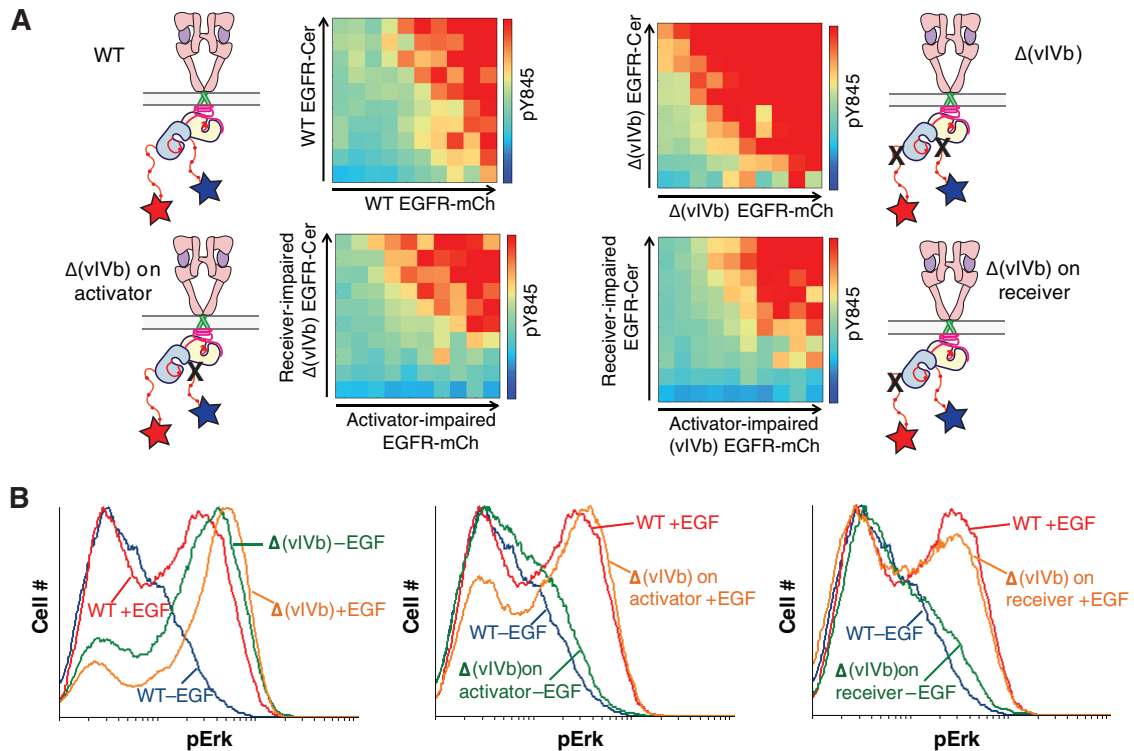 A
WT
WT EGFR-Cer
WT EGFR-mCh
pY845
Δ(vIVb) EGFR-Cer
Δ(vIVb) EGFR-mCh
pY845
Δ(vIVb)
X
X
Δ(vIVb) on
activator
X
Receiver-impaired
Δ(vIVb) EGFR-Cer
Activator-impaired
EGFR-mCh
pY845
Receiver-impaired
EGFR-Cer
Activator-impaired
(vIVb) EGFR-mCh
pY845
Δ(vIVb) on
receiver
X
B
Cell #
WT +EGF
Δ(vIVb)−EGF
Δ(vIVb)+EGF
WT−EGF
pErk
Cell #
WT +EGF
Δ(vIVb) on
activator +EGF
WT−EGF
Δ(vIVb)on
activator−EGF
pErk
Cell #
WT +EGF
Δ(vIVb) on
receiver +EGF
WT−EGF
Δ(vIVb)on
receiver−EGF
pErk